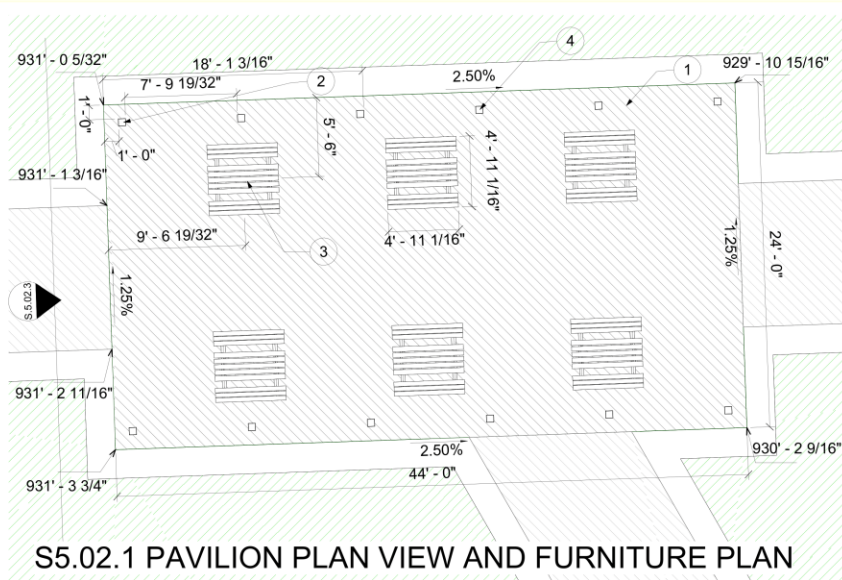 931' - 0 5/32"
18' - 1 3/16"
4
929' - 10 15/16"
7' - 9 19/32"
2
2.50%
1
1' - 0"
1' - 0"
5' - 6"
4' - 11 1/16"
931' - 1 3/16"
9' - 6 19/32"
3
4' - 11 1/16"
1.25%
24' - 0"
1.25%
S.5.02.3
931' - 2 11/16"
2.50%
930' - 2 9/16"
931' - 3 3/4"
44' - 0"
S5.02.1 PAVILION PLAN VIEW AND FURNITURE PLAN